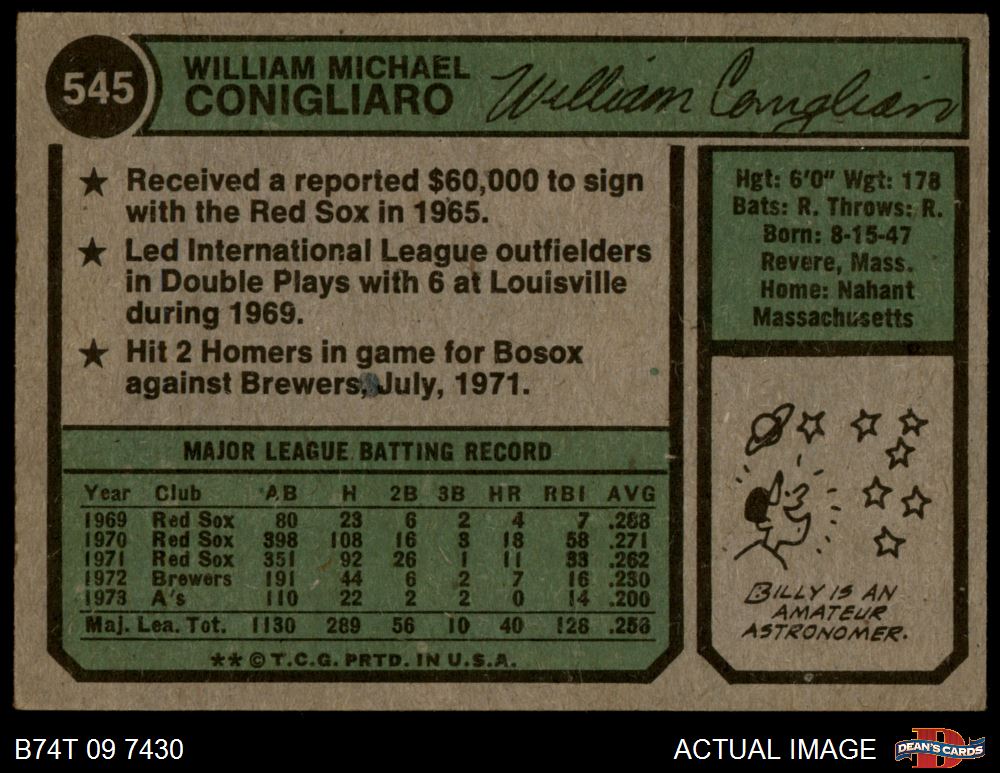 545
WILLIAM MICHAEL
CONIGLIARO
William Conigliaro
★ Received a reported $60,000 to sign
with the Red Sox in 1965.
★ Led International League outfielders
in Double Plays with 6 at Louisville
during 1969.
★ Hit 2 Homers in game for Bosox
against Brewers, July, 1971.
Hgt: 6'0" Wgt: 178
Bats: R. Throws: R.
Born: 8-15-47
Revere, Mass.
Home: Nahant
Massachusetts
MAJOR LEAGUE BATTING RECORD
Year Club AB H 2B 3B HR RBI AVG
1969 Red Sox 80 23 6 2 4 7 .288
1970 Red Sox 398 108 16 3 18 58 .271
1971 Red Sox 351 92 26 1 11 33 .262
1972 Brewers 191 44 6 2 7 16 .230
1973 A's 110 22 2 2 0 14 .200
Maj. Lea. Tot. 1130 289 56 10 40 128 .256
** © T.C.G. PRTD. IN U.S.A.
BILLY IS AN
AMATEUR
ASTRONOMER.
B74T 09 7430
ACTUAL IMAGE
DEAN'S CARDS